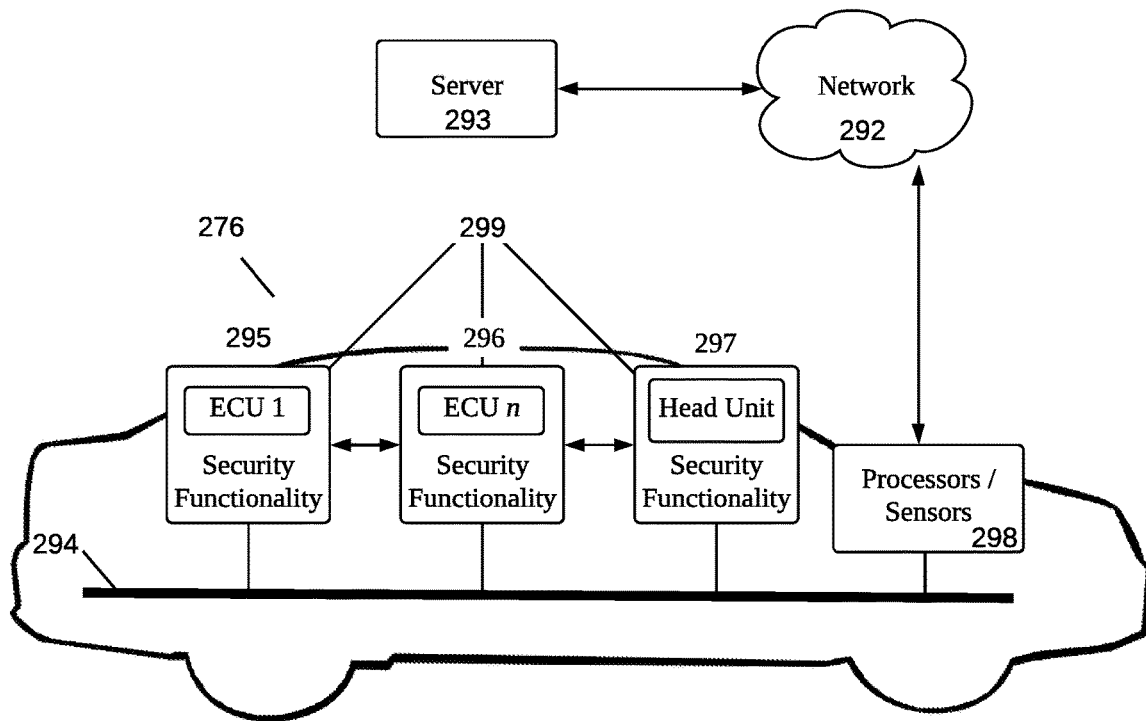 Server
293
Network
292
276
299
295
296
297
ECU 1
Security
Functionality
ECU n
Security
Functionality
Head Unit
Security
Functionality
Processors /
Sensors
298
294